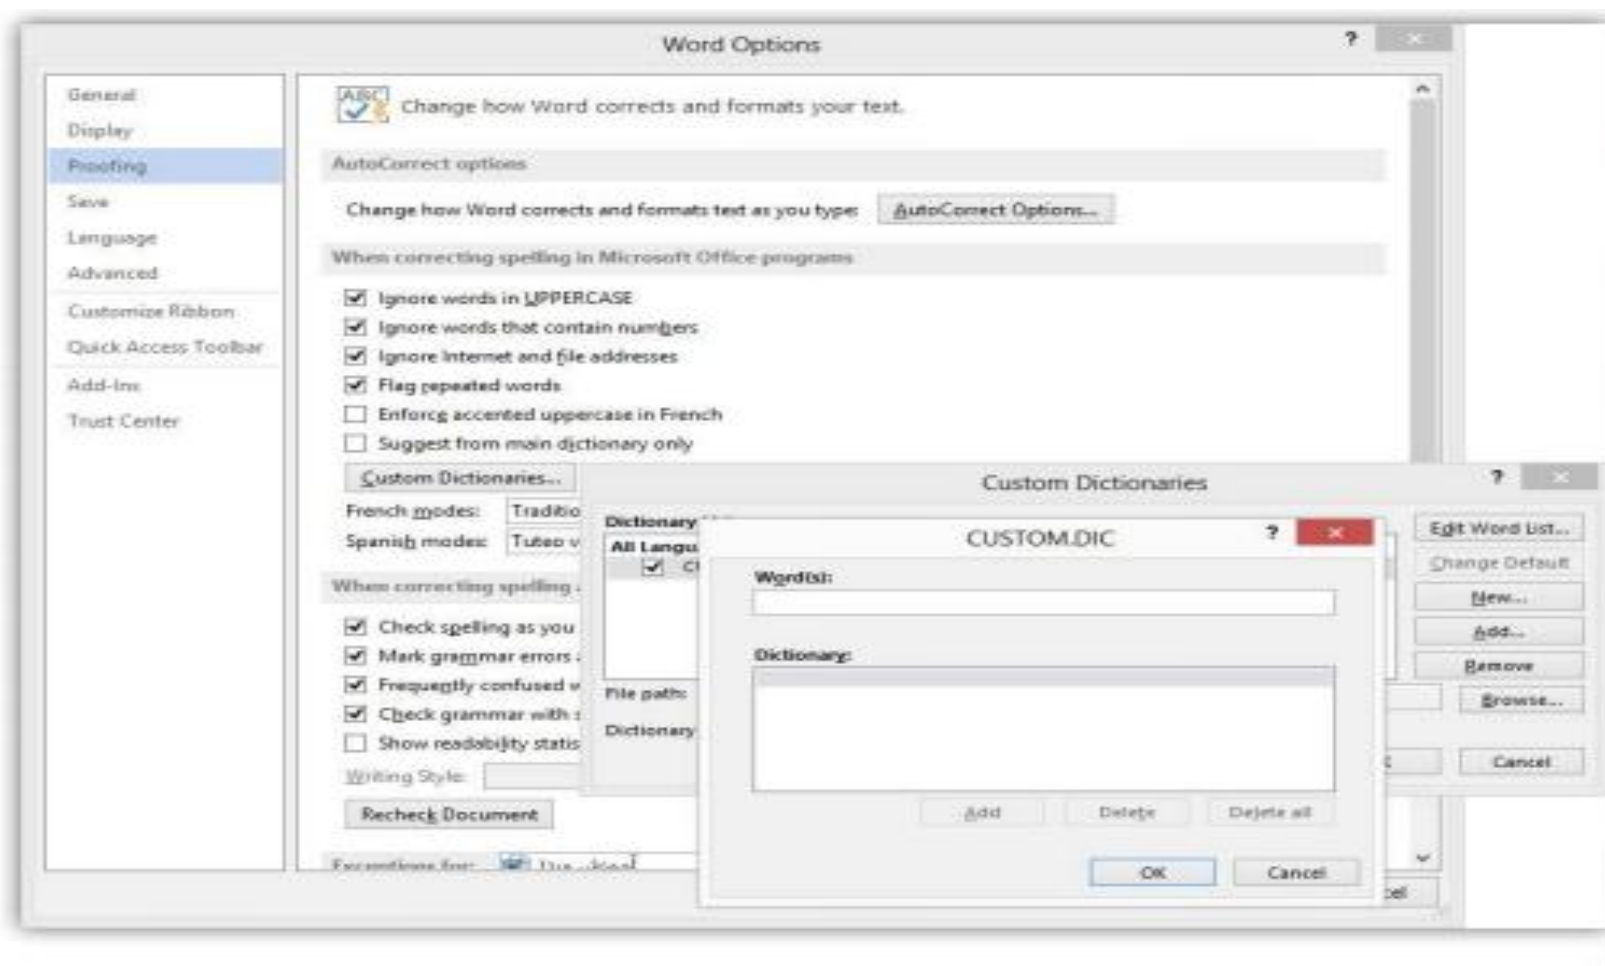 Word Options ?
General
Display
Proofing
Save
Language
Advanced
Customize Ribbon
Quick Access Toolbar
Add-Ins
Trust Center
ABC Change how Word corrects and formats your text.
AutoCorrect options
Change how Word corrects and formats text as you type: AutoCorrect Options...
When correcting spelling in Microsoft Office programs
Ignore words in UPPERCASE
Ignore words that contain numbers
Ignore Internet and file addresses
Flag repeated words
Enforce accented uppercase in French
Suggest from main dictionary only
Custom Dictionaries...
French modes: Traditio
Spanish modes: Tuteo v
When correcting spelling
Check spelling as you
Mark grammar errors
Frequently confused w
Check grammar with s
Show readability statis
Writing Style:
Recheck Document
Exceptions for:
Custom Dictionaries ?
Dictionary
All Langu
C
File path:
Dictionary
Edit Word List...
Change Default
New...
Add...
Remove
Browse...
Cancel
CUSTOM.DIC ?
Word(s):
Dictionary:
Add Delete Delete all
OK Cancel
cel